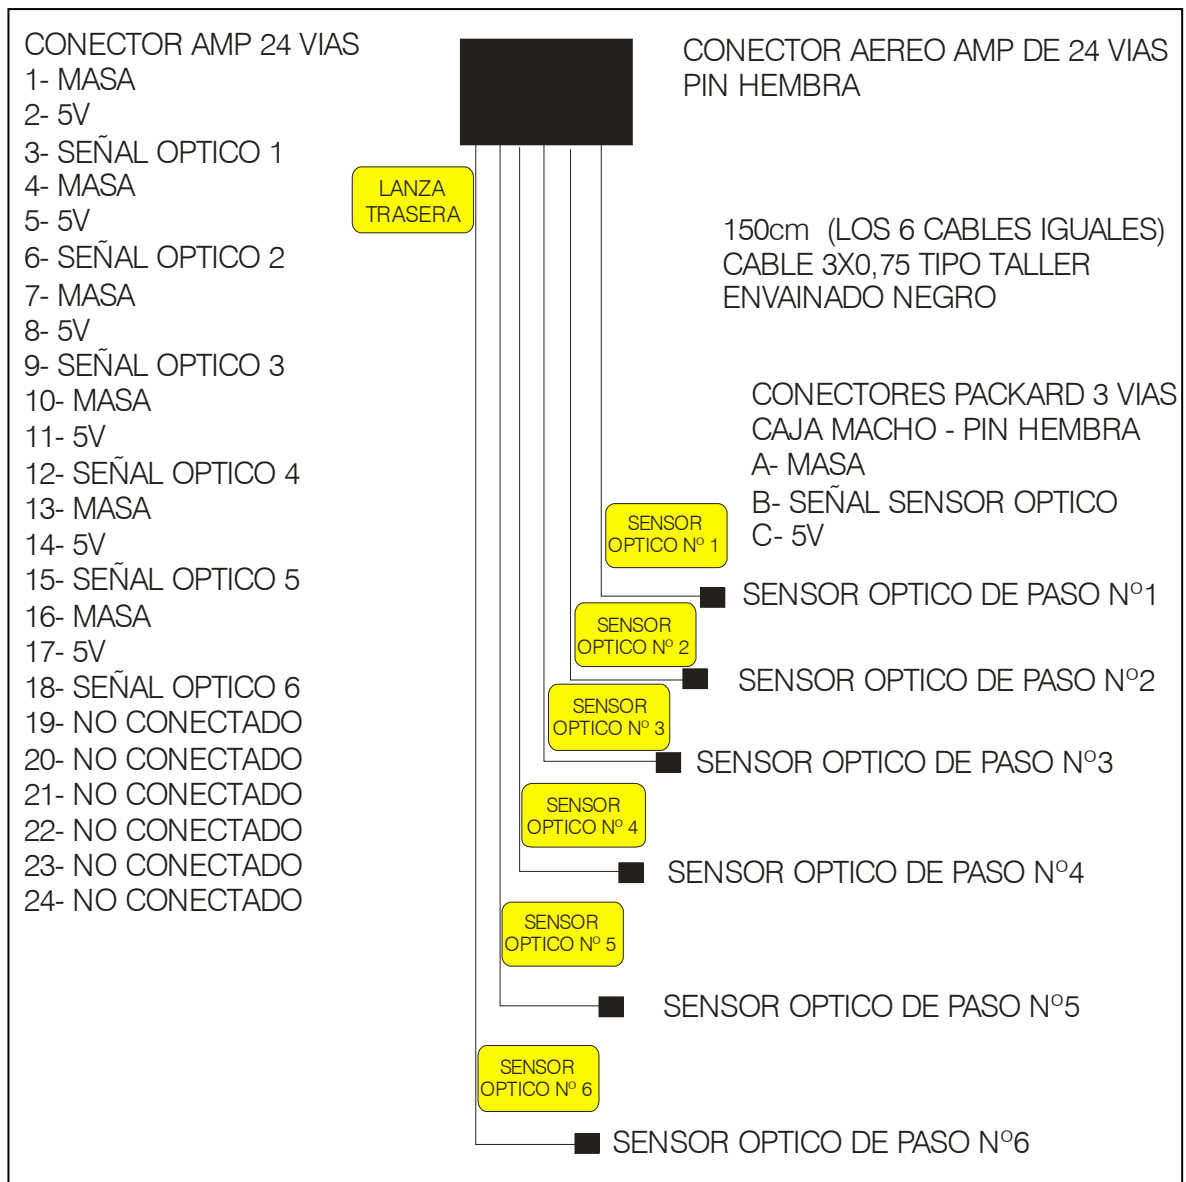 CONECTOR AMP 24 VIAS
1- MASA
2- 5V
3- SEÑAL OPTICO 1
4- MASA
5- 5V
6- SEÑAL OPTICO 2
7- MASA
8- 5V
9- SEÑAL OPTICO 3
10- MASA
11- 5V
12- SEÑAL OPTICO 4
13- MASA
14- 5V
15- SEÑAL OPTICO 5
16- MASA
17- 5V
18- SEÑAL OPTICO 6
19- NO CONECTADO
20- NO CONECTADO
21- NO CONECTADO
22- NO CONECTADO
23- NO CONECTADO
24- NO CONECTADO
LANZA
TRASERA
CONECTOR AEREO AMP DE 24 VIAS
PIN HEMBRA
150cm (LOS 6 CABLES IGUALES)
CABLE 3X0,75 TIPO TALLER
ENVAINADO NEGRO
CONECTORES PACKARD 3 VIAS
CAJA MACHO - PIN HEMBRA
A- MASA
B- SEÑAL SENSOR OPTICO
C- 5V
SENSOR
OPTICO Nº 1
SENSOR OPTICO DE PASO Nº1
SENSOR
OPTICO Nº 2
SENSOR OPTICO DE PASO Nº2
SENSOR
OPTICO Nº 3
SENSOR OPTICO DE PASO Nº3
SENSOR
OPTICO Nº 4
SENSOR OPTICO DE PASO Nº4
SENSOR
OPTICO Nº 5
SENSOR OPTICO DE PASO Nº5
SENSOR
OPTICO Nº 6
SENSOR OPTICO DE PASO Nº6